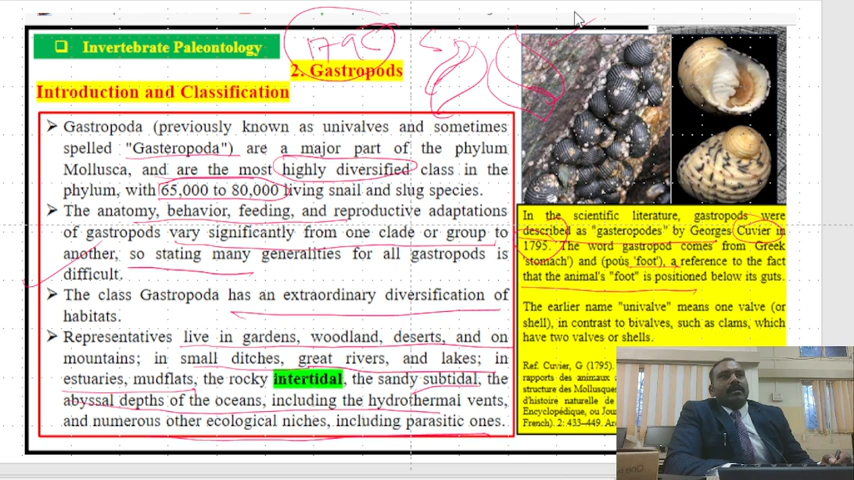 Invertebrate Paleontology
1795
2. Gastropods
Introduction and Classification
➤ Gastropoda (previously known as univalves and sometimes
spelled "Gasteropoda") are a major part of the phylum
Mollusca, and are the most highly diversified class in the
phylum, with 65,000 to 80,000 living snail and slug species.
➤ The anatomy, behavior, feeding, and reproductive adaptations
of gastropods vary significantly from one clade or group to
another, so stating many generalities for all gastropods is
difficult.
➤ The class Gastropoda has an extraordinary diversification of
habitats.
➤ Representatives live in gardens, woodland, deserts, and on
mountains; in small ditches, great rivers, and lakes; in
estuaries, mudflats, the rocky intertidal, the sandy subtidal, the
abyssal depths of the oceans, including the hydrothermal vents,
and numerous other ecological niches, including parasitic ones.
In the scientific literature, gastropods were
described as "gasteropodes" by Georges Cuvier in
1795. The word gastropod comes from Greek
'stomach') and (poús 'foot'), a reference to the fact
that the animal's "foot" is positioned below its guts.
The earlier name "univalve" means one valve (or
shell), in contrast to bivalves, such as clams, which
have two valves or shells.
Ref. Cuvier, G (1795).
rapports des animaux
structure des Mollusque
d'histoire naturelle de
Encyclopédique, ou Jou
French). 2: 433–449. Ar